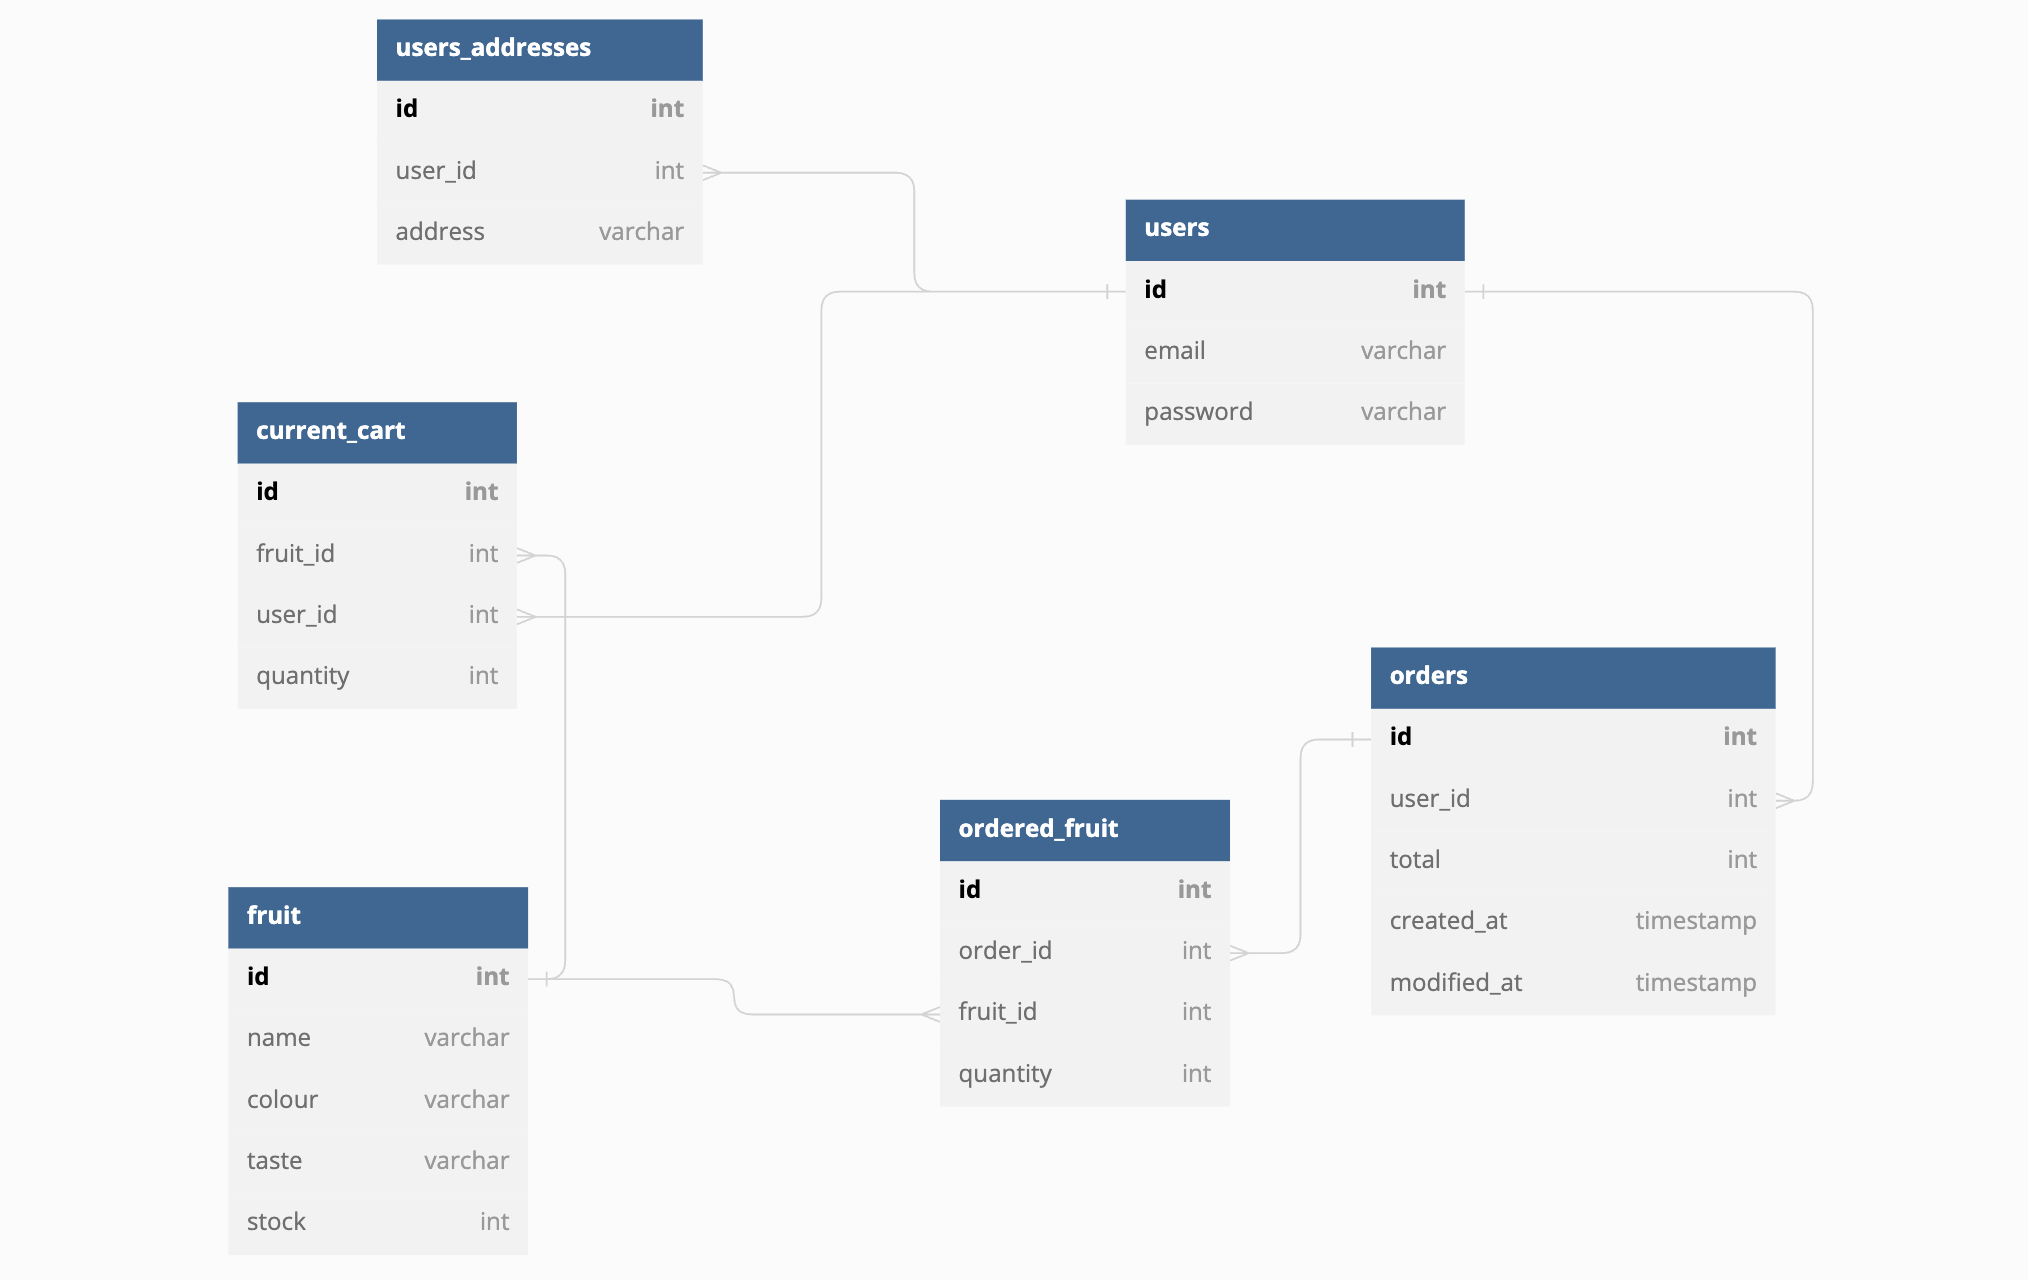 users_addresses
id int
user_id int
address varchar
users
id int
email varchar
password varchar
current_cart
id int
fruit_id int
user_id int
quantity int
orders
id int
user_id int
total int
created_at timestamp
modified_at timestamp
ordered_fruit
id int
order_id int
fruit_id int
quantity int
fruit
id int
name varchar
colour varchar
taste varchar
stock int